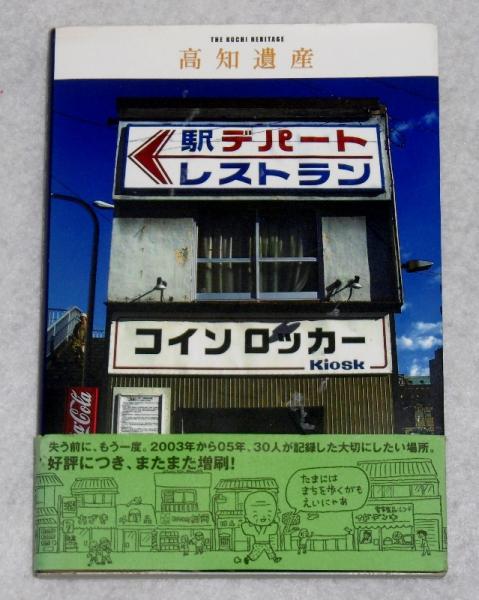 THE KOCHI HERITAGE
高知遺産
駅デパート
レストラン
コインロッカー
Kiosk
Coca-Cola
失う前に、もう一度。2003年から05年、30人が記録した大切にしたい場所。
好評につき、またまた増刷!
たまには
まちを歩くがも
えいにゃあ